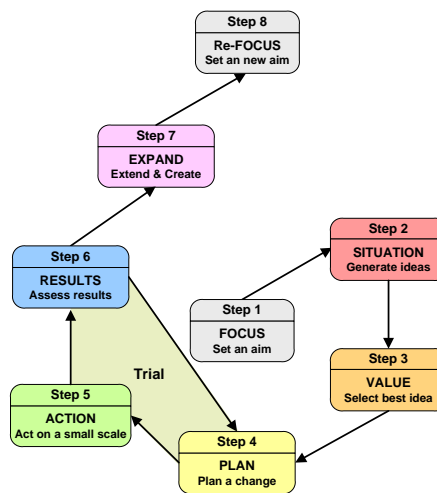 Step 8
Re-FOCUS
Set an new aim
Step 7
EXPAND
Extend & Create
Step 2
SITUATION
Generate ideas
Step 6
RESULTS
Assess results
Step 1
FOCUS
Set an aim
Step 3
VALUE
Select best idea
Trial
Step 5
ACTION
Act on a small scale
Step 4
PLAN
Plan a change